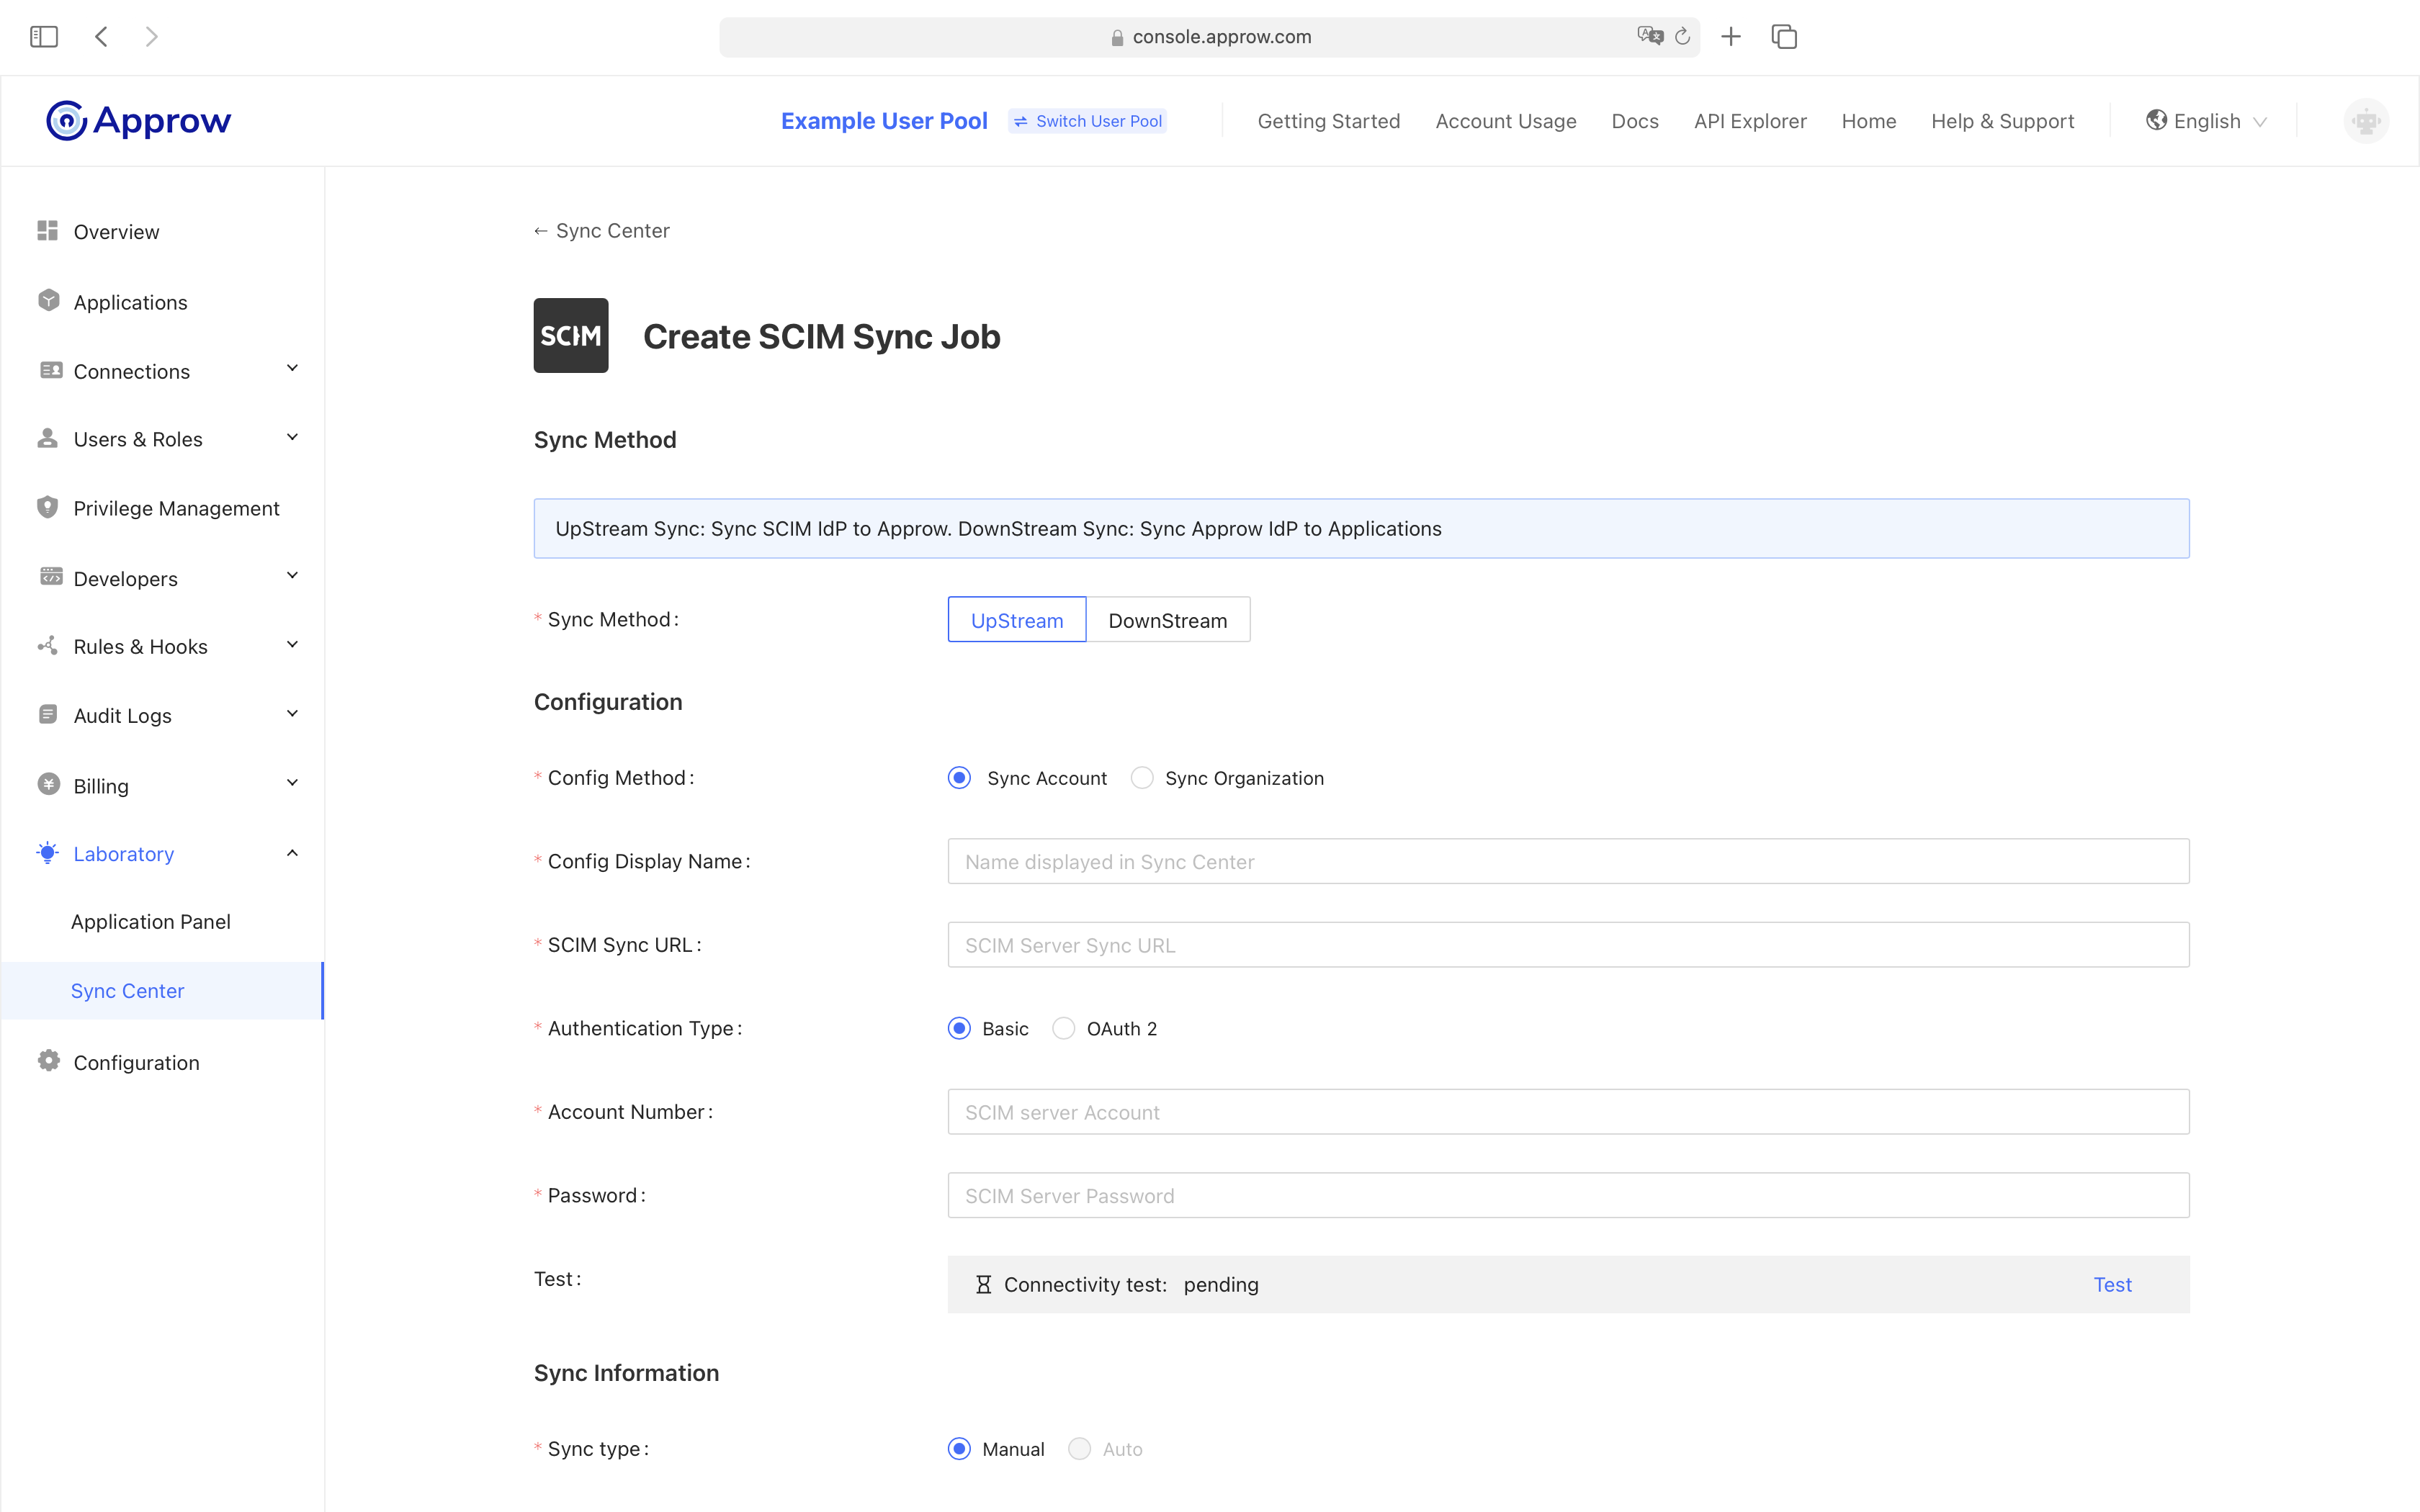 console.approw.com
Approw
Example User Pool
Switch User Pool
Getting Started
Account Usage
Docs
API Explorer
Home
Help & Support
English
Overview
Applications
Connections
Users & Roles
Privilege Management
Developers
Rules & Hooks
Audit Logs
Billing
Laboratory
Application Panel
Sync Center
Configuration
← Sync Center
SCIM
Create SCIM Sync Job
Sync Method
UpStream Sync: Sync SCIM IdP to Approw. DownStream Sync: Sync Approw IdP to Applications
* Sync Method: UpStream DownStream
Configuration
* Config Method: Sync Account Sync Organization
* Config Display Name: Name displayed in Sync Center
* SCIM Sync URL: SCIM Server Sync URL
* Authentication Type: Basic OAuth 2
* Account Number: SCIM server Account
* Password: SCIM Server Password
Test: Connectivity test: pending Test
Sync Information
* Sync type: Manual Auto